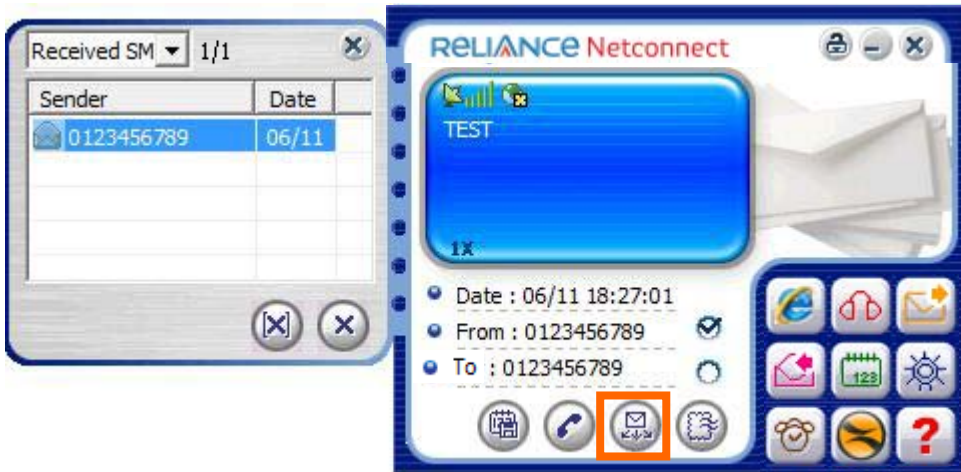 Received SM 1/1
Sender Date
0123456789 06/11
RELIANCE Netconnect
TEST
1X
Date : 06/11 18:27:01
From : 0123456789
To : 0123456789
123
?